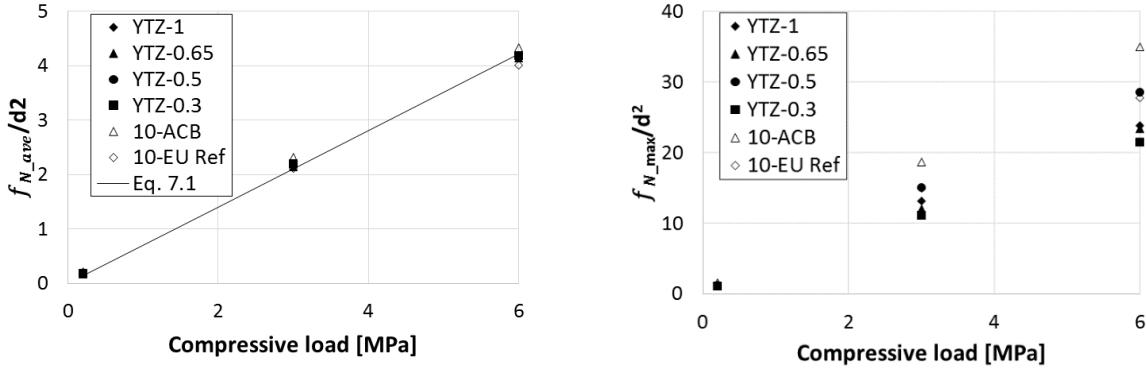 5
4
3
2
1
0
0
2
4
6
f N_ave/d2
Compressive load [MPa]
YTZ-1
YTZ-0.65
YTZ-0.5
YTZ-0.3
10-ACB
10-EU Ref
Eq. 7.1
40
30
20
10
0
0
2
4
6
f N_max/d²
Compressive load [MPa]
YTZ-1
YTZ-0.65
YTZ-0.5
YTZ-0.3
10-ACB
10-EU Ref